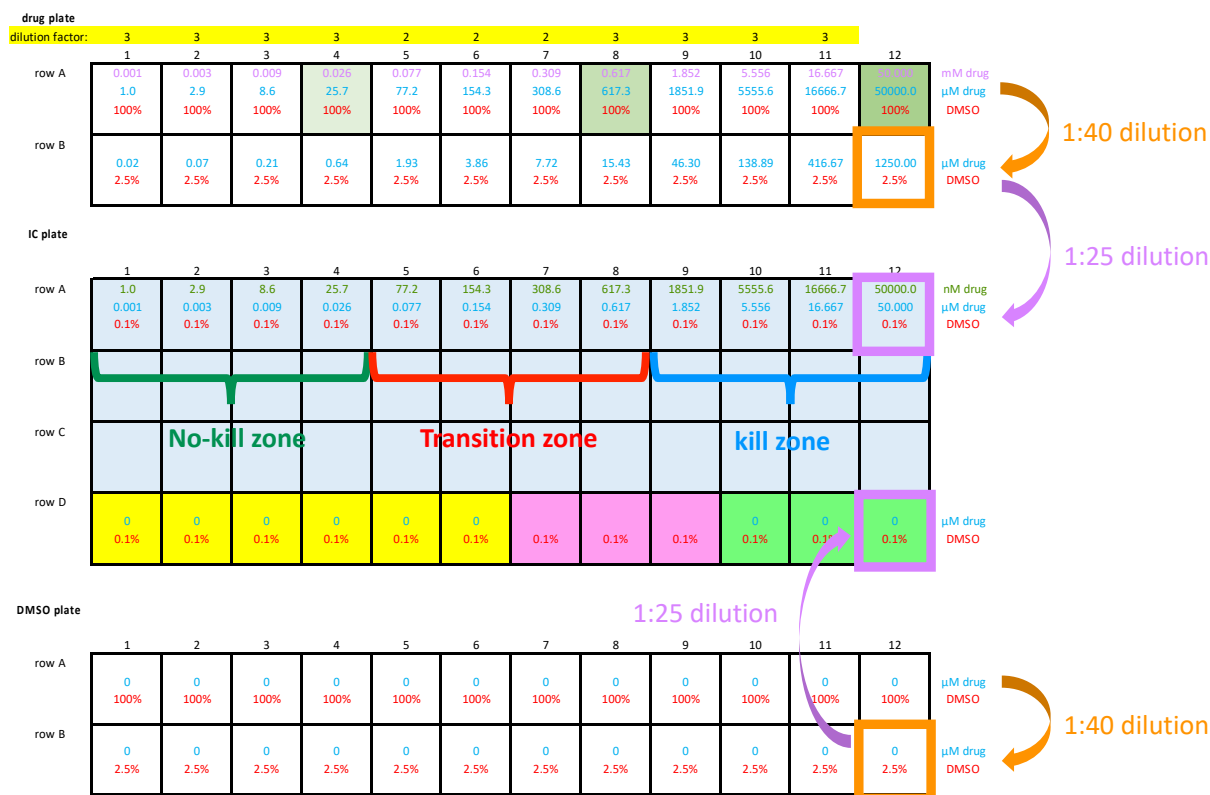 drug plate
dilution factor: 3 3 3 3 2 2 2 3 3 3 3
1 2 3 4 5 6 7 8 9 10 11 12
row A 0.001 0.003 0.009 0.026 0.077 0.154 0.309 0.617 1.852 5.556 16.667 50.000 mM drug
1.0 2.9 8.6 25.7 77.2 154.3 308.6 617.3 1851.9 5555.6 16666.7 50000.0 µM drug
100% 100% 100% 100% 100% 100% 100% 100% 100% 100% 100% 100% DMSO
1:40 dilution
row B
0.02 0.07 0.21 0.64 1.93 3.86 7.72 15.43 46.30 138.89 416.67 1250.00 µM drug
2.5% 2.5% 2.5% 2.5% 2.5% 2.5% 2.5% 2.5% 2.5% 2.5% 2.5% 2.5% DMSO
IC plate
1:25 dilution
1 2 3 4 5 6 7 8 9 10 11 12
row A 1.0 2.9 8.6 25.7 77.2 154.3 308.6 617.3 1851.9 5555.6 16666.7 50000.0 nM drug
0.001 0.003 0.009 0.026 0.077 0.154 0.309 0.617 1.852 5.556 16.667 50.000 µM drug
0.1% 0.1% 0.1% 0.1% 0.1% 0.1% 0.1% 0.1% 0.1% 0.1% 0.1% 0.1% DMSO
row B
row C
No-kill zone Transition zone kill zone
row D
0 0 0 0 0 0 0 0 0 µM drug
0.1% 0.1% 0.1% 0.1% 0.1% 0.1% 0.1% 0.1% 0.1% 0.1% 0.1% 0.1% DMSO
DMSO plate
1:25 dilution
1 2 3 4 5 6 7 8 9 10 11 12
row A
0 0 0 0 0 0 0 0 0 0 0 0 µM drug
100% 100% 100% 100% 100% 100% 100% 100% 100% 100% 100% 100% DMSO
1:40 dilution
row B
0 0 0 0 0 0 0 0 0 0 0 0 µM drug
2.5% 2.5% 2.5% 2.5% 2.5% 2.5% 2.5% 2.5% 2.5% 2.5% 2.5% 2.5% DMSO